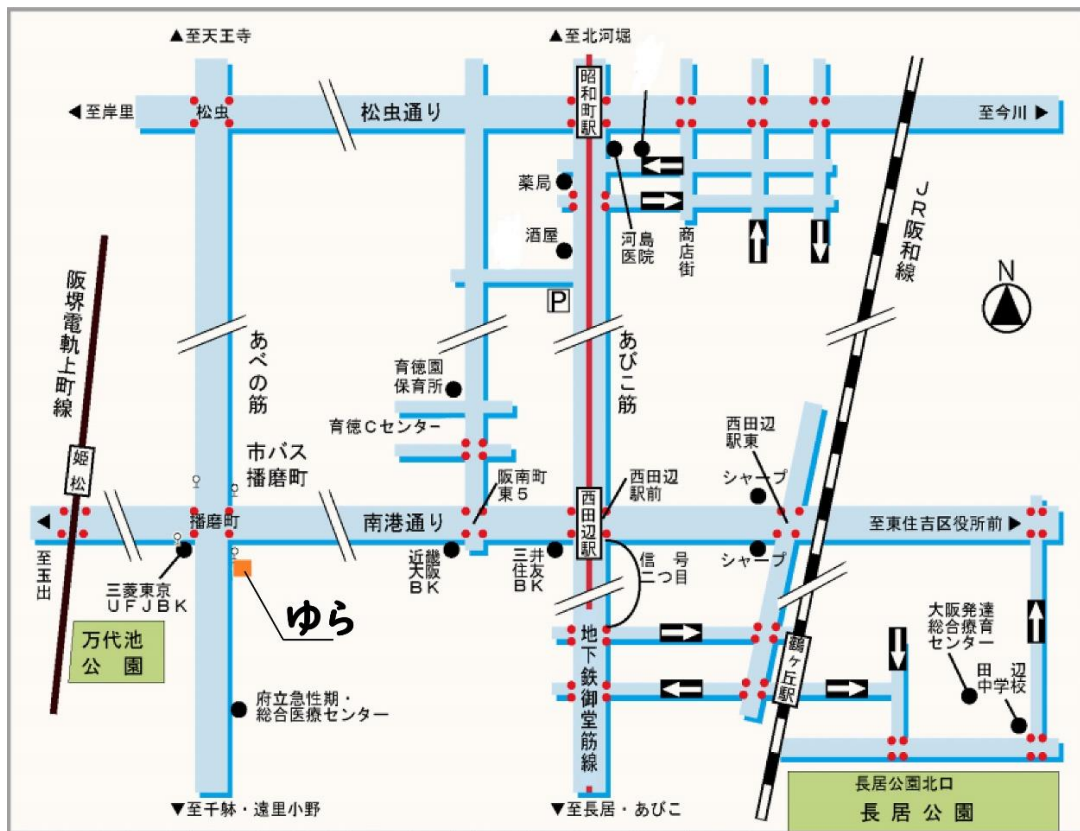 ▲至天王寺
▲至北河堀
昭和町駅
◀至岸里
松虫
松虫通り
至今川▶
薬局
酒屋
河島
医院
商店街
JR阪和線
P
N
阪堺電軌上町線
あべの筋
あびこ筋
育徳園
保育所
育徳Cセンター
西田辺
駅東
姫松
市バス
播磨町
阪南町
東5
西田辺
駅前
シャープ
◀
至玉出
播磨町
南港通り
西田辺駅
至東住吉区役所前▶
三菱東京
UFJBK
近畿
大阪
BK
三井
住友
BK
信号
二つ目
シャープ
ゆら
万代池
公園
地下鉄御堂筋線
鶴ヶ丘駅
大阪発達
総合療育
センター
田辺
中学校
府立急性期・
総合医療センター
▼至千躰・遠里小野
▼至長居・あびこ
長居公園北口
長居公園